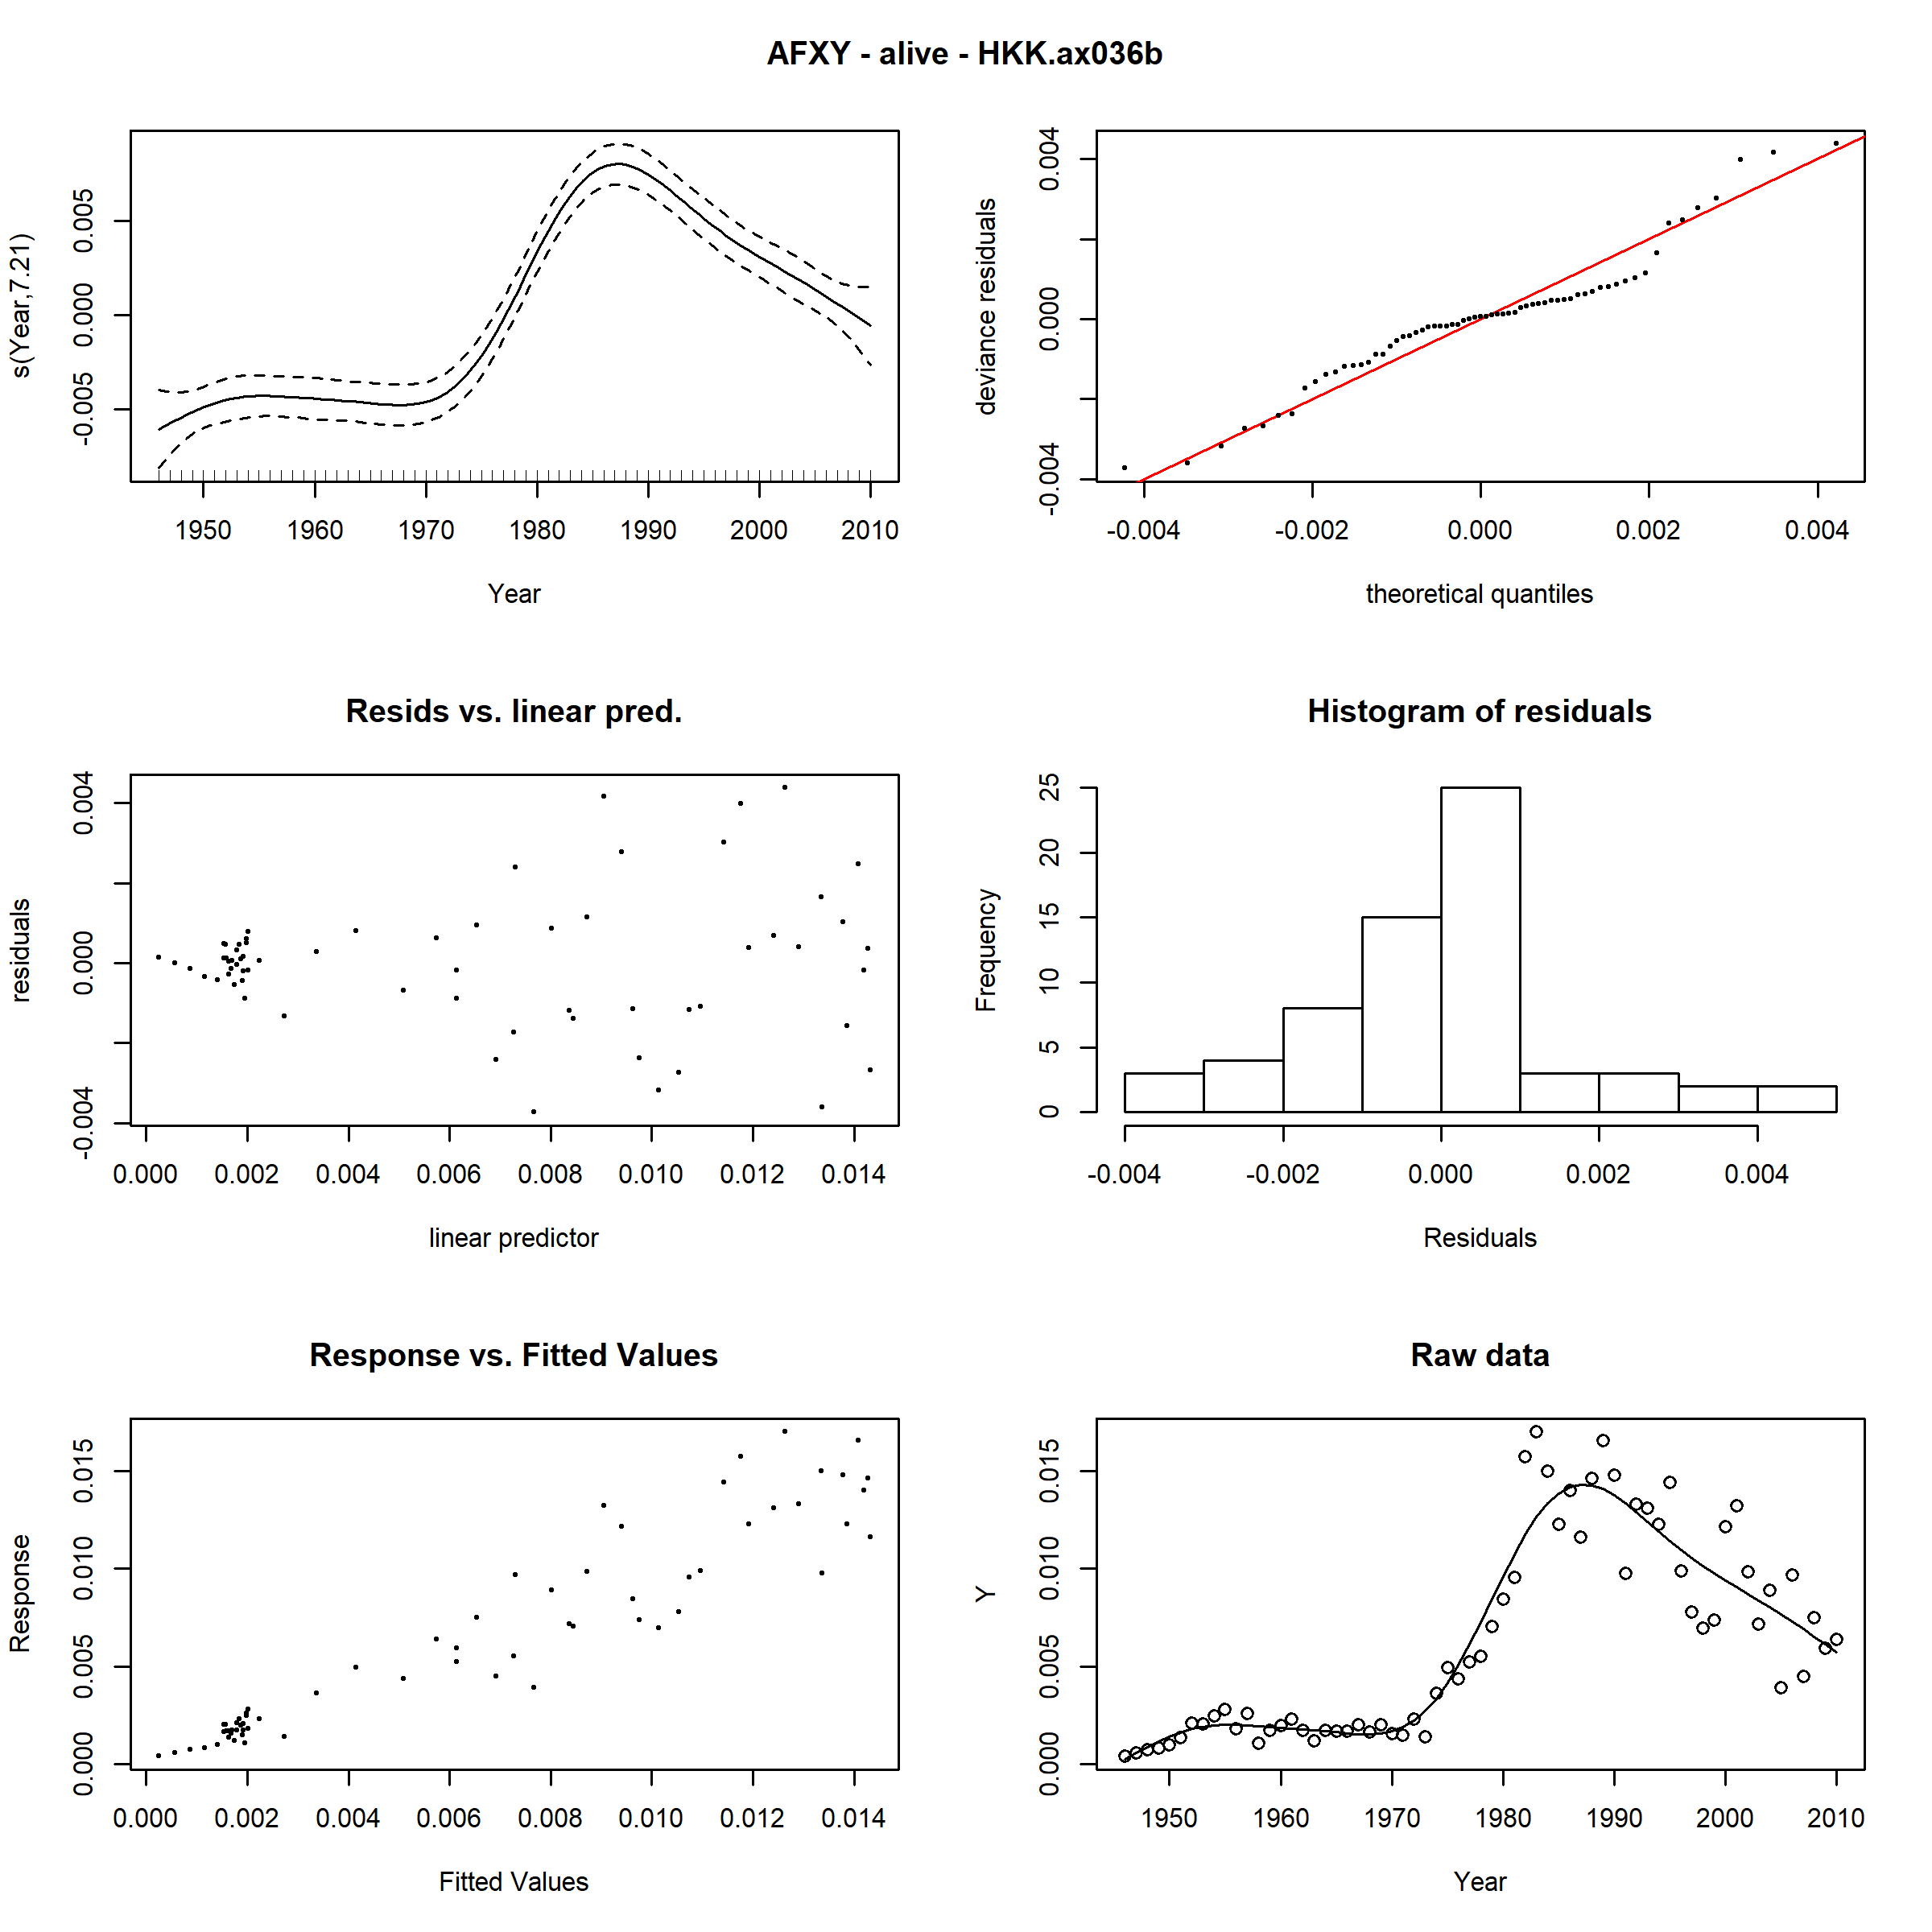 AFXY - alive - HKK.ax036b
s(Year,7.21)
-0.005 0.000 0.005
1950 1960 1970 1980 1990 2000 2010
Year
deviance residuals
-0.004 0.000 0.004
-0.004 -0.002 0.000 0.002 0.004
theoretical quantiles
Resids vs. linear pred.
residuals
-0.004 0.000 0.004
0.000 0.002 0.004 0.006 0.008 0.010 0.012 0.014
linear predictor
Histogram of residuals
Frequency
0 5 10 15 20 25
-0.004 -0.002 0.000 0.002 0.004
Residuals
Response vs. Fitted Values
Response
0.000 0.005 0.010 0.015
0.000 0.002 0.004 0.006 0.008 0.010 0.012 0.014
Fitted Values
Raw data
Y
0.000 0.005 0.010 0.015
1950 1960 1970 1980 1990 2000 2010
Year